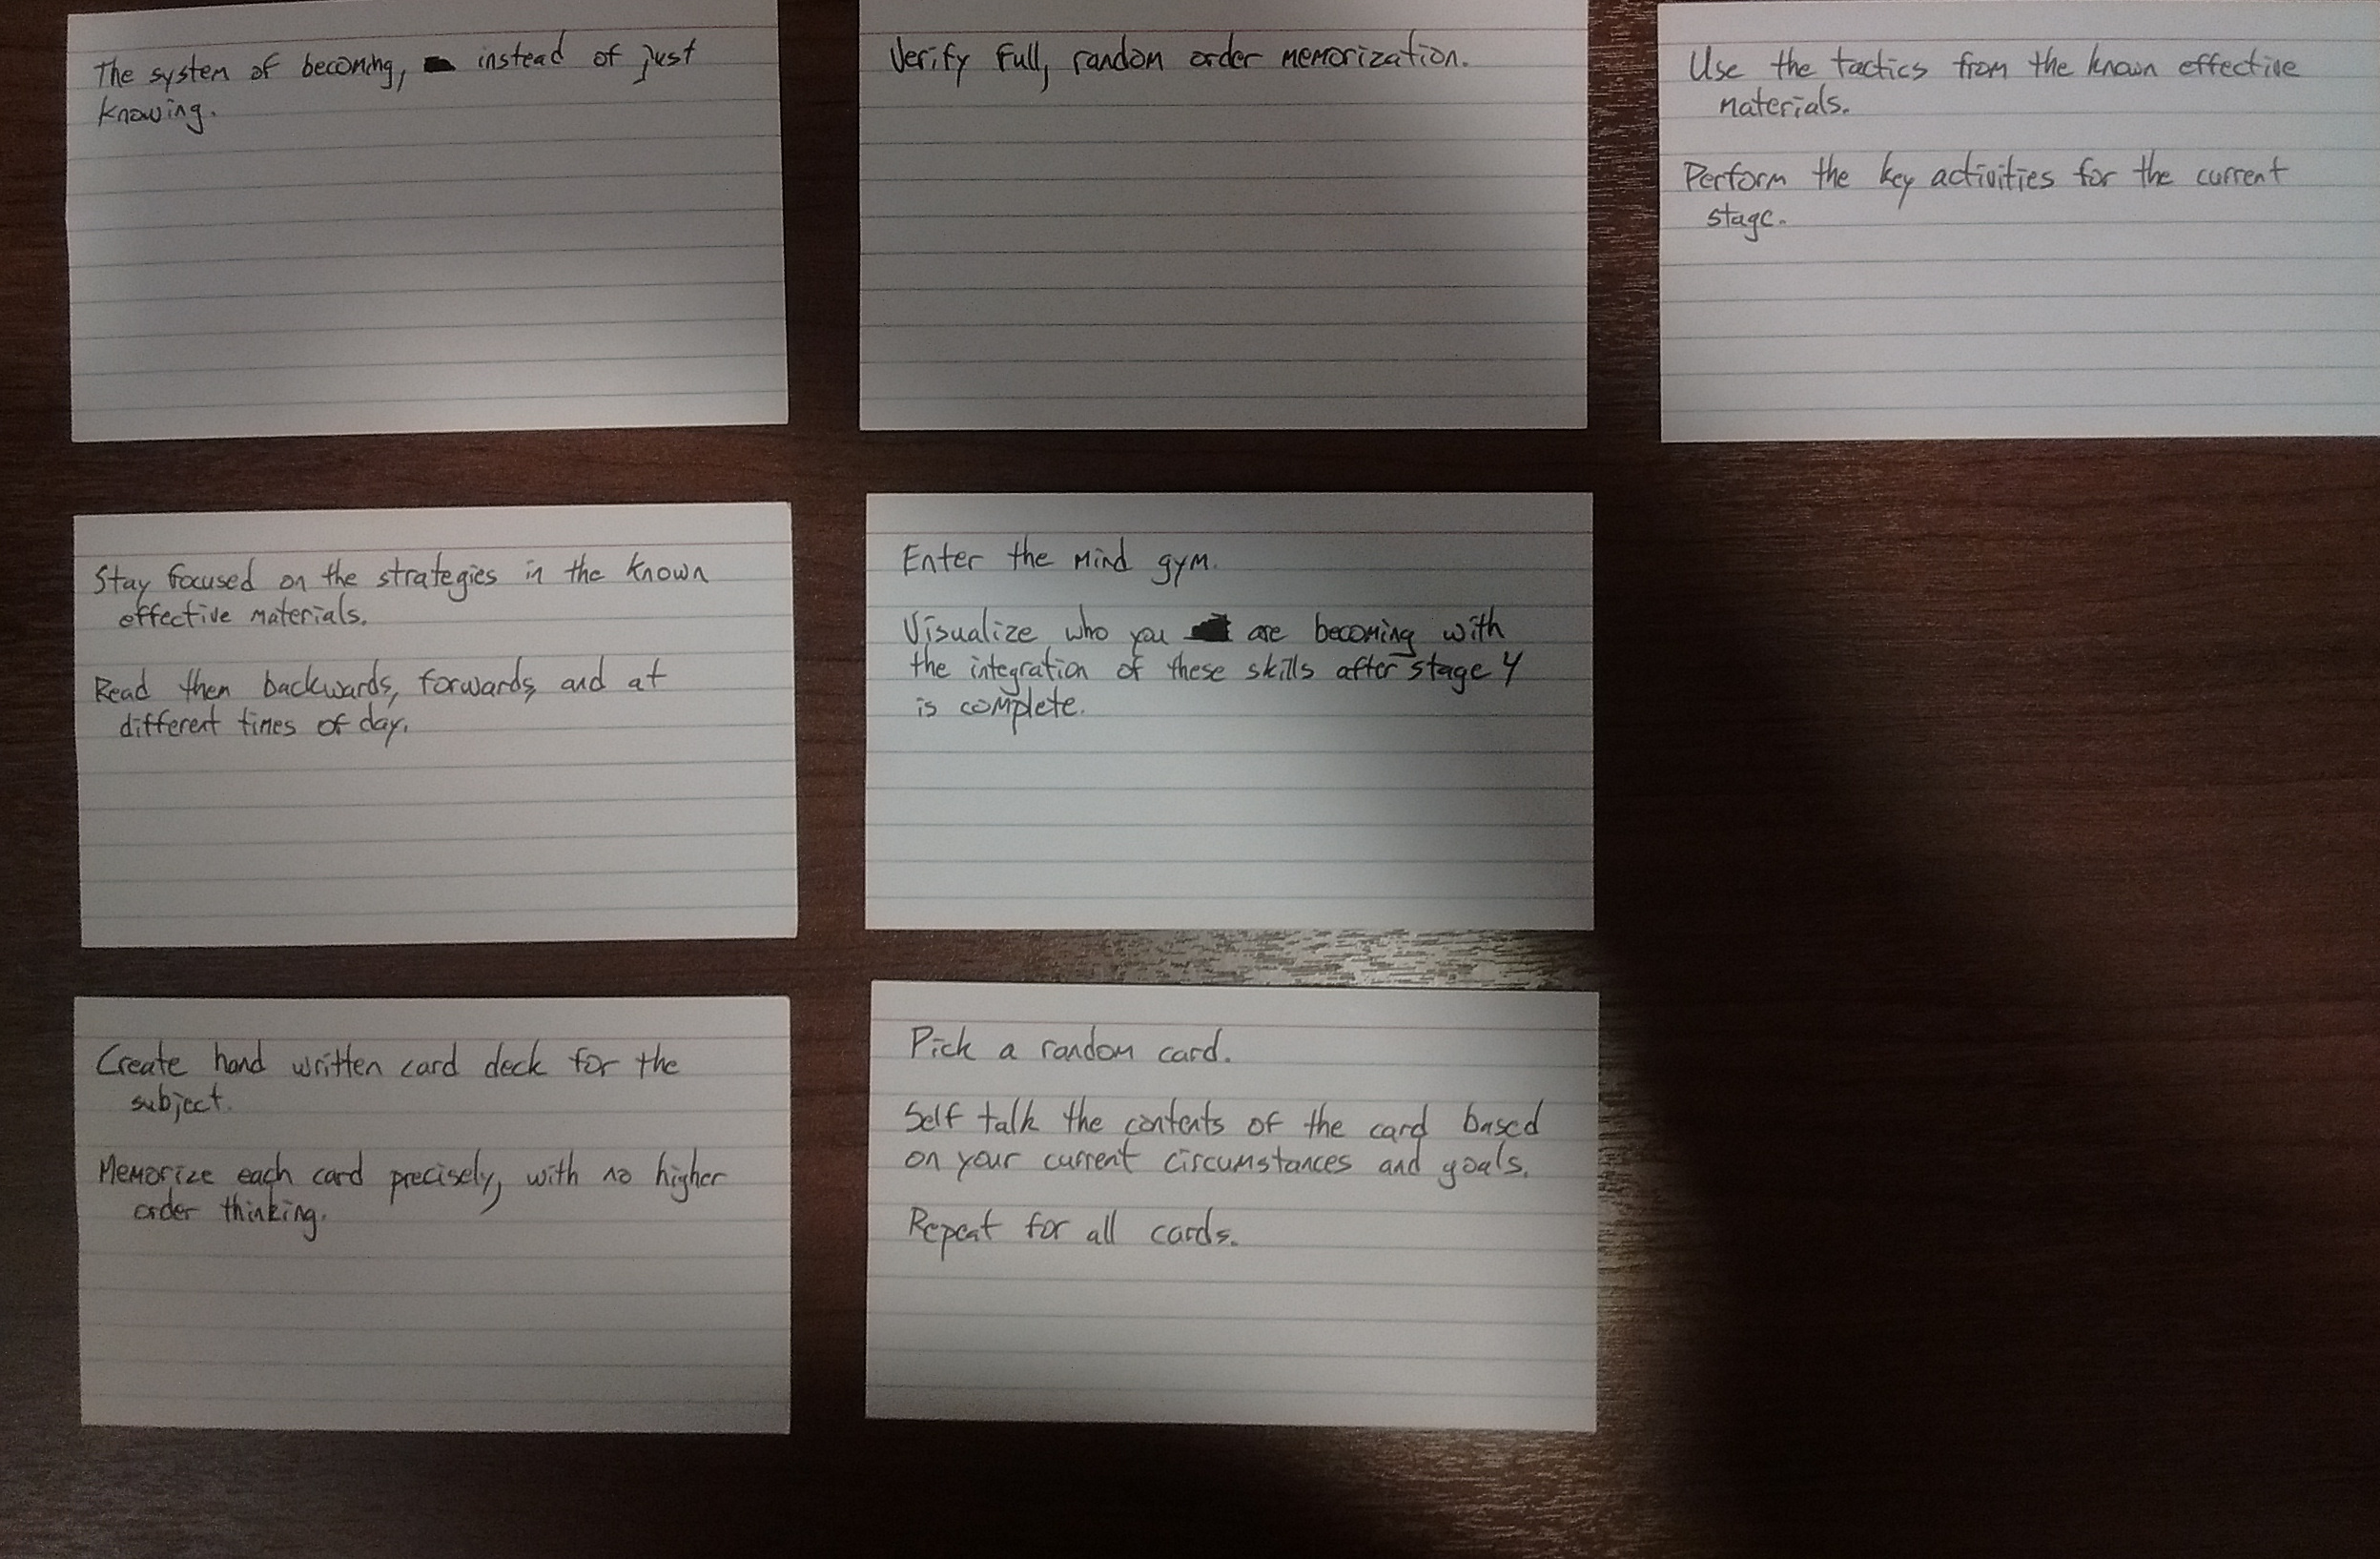 The system of becoming, instead of just
knowing.
Stay focused on the strategies in the known
effective materials.
Read them backwards, forwards, and at
different times of day.
Create hand written card deck for the
subject.
Memorize each card precisely, with no higher
order thinking.
Verify full, random order memorization.
Enter the mind gym.
Visualize who you are becoming with
the integration of these skills after stage 4
is complete.
Pick a random card.
Self talk the contents of the card based
on your current circumstances and goals.
Repeat for all cards.
Use the tactics from the known effective
materials.
Perform the key activities for the current
stage.